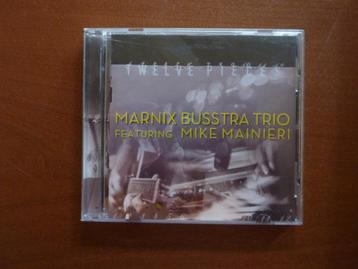 TWELVE PIECES
MARNIX BUSSTRA TRIO
FEATURING MIKE MAINIERI